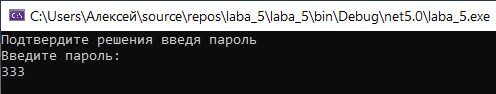 C:\Users\Алексей\source\repos\laba_5\laba_5\bin\Debug\net5.0\laba_5.exe
Подтвердите решения введя пароль
Введите пароль:
333